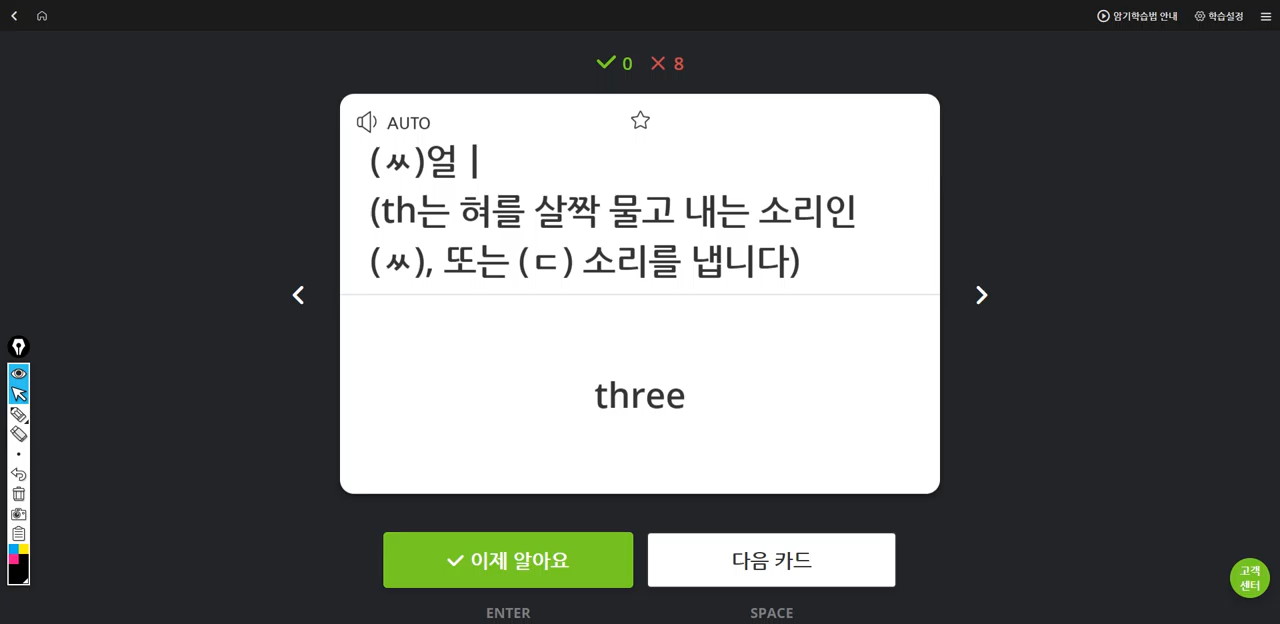 암기학습법 안내 학습설정
0 8
AUTO
(ㅆ)얼ㅣ
(th는 혀를 살짝 물고 내는 소리인
(ㅆ), 또는 (ㄷ) 소리를 냅니다)
three
이제 알아요 다음 카드
ENTER SPACE
고객
센터